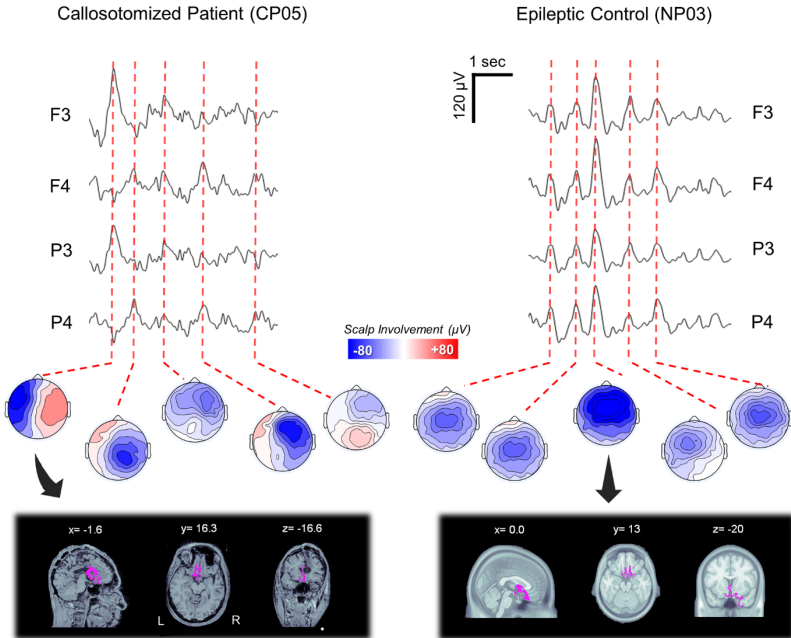 Callosotomized Patient (CP05)
Epileptic Control (NP03)
1 sec
120 µV
F3
F4
P3
P4
F3
F4
P3
P4
Scalp Involvement (µV)
-80 +80
x= -1.6 y= 16.3 z= -16.6
L R
x= 0.0 y= 13 z= -20